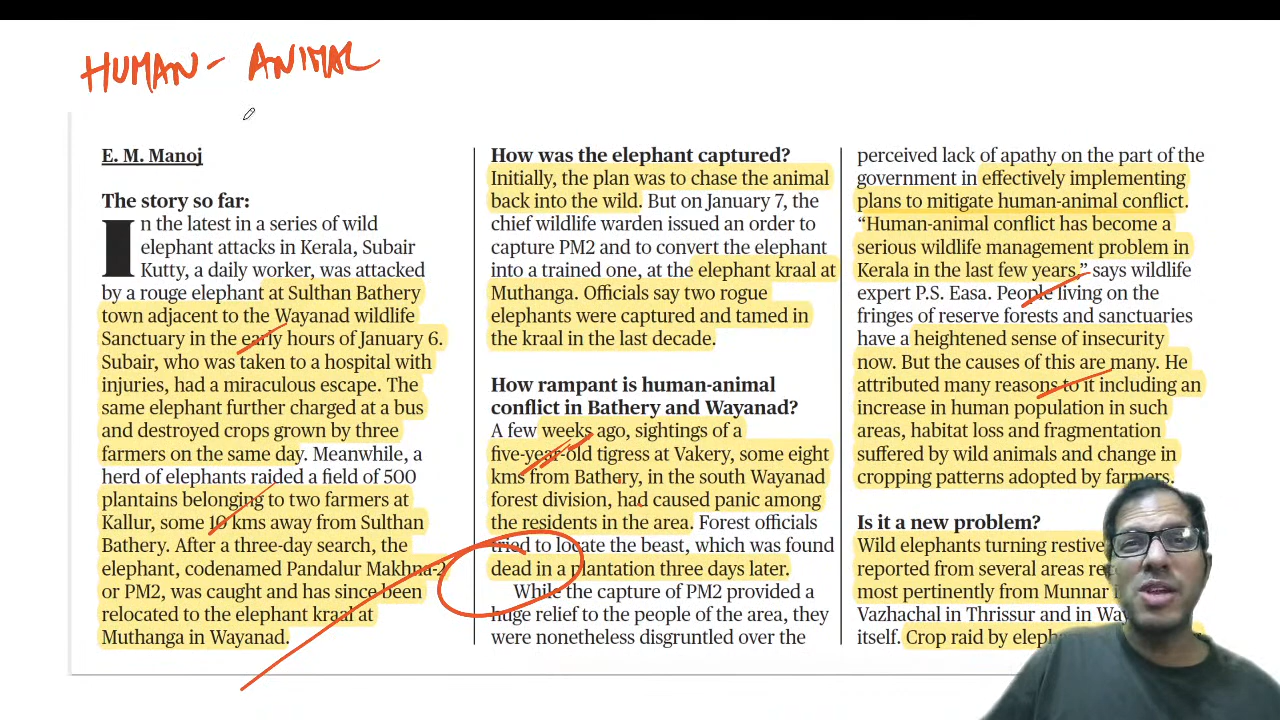 HUMAN - ANIMAL
E. M. Manoj
The story so far:
In the latest in a series of wild
elephant attacks in Kerala, Subair
Kutty, a daily worker, was attacked
by a rouge elephant at Sulthan Bathery
town adjacent to the Wayanad wildlife
Sanctuary in the early hours of January 6.
Subair, who was taken to a hospital with
injuries, had a miraculous escape. The
same elephant further charged at a bus
and destroyed crops grown by three
farmers on the same day. Meanwhile, a
herd of elephants raided a field of 500
plantains belonging to two farmers at
Kallur, some 10 kms away from Sulthan
Bathery. After a three-day search, the
elephant, codenamed Pandalur Makhna-2
or PM2, was caught and has since been
relocated to the elephant kraal at
Muthanga in Wayanad.
How was the elephant captured?
Initially, the plan was to chase the animal
back into the wild. But on January 7, the
chief wildlife warden issued an order to
capture PM2 and to convert the elephant
into a trained one, at the elephant kraal at
Muthanga. Officials say two rogue
elephants were captured and tamed in
the kraal in the last decade.
How rampant is human-animal
conflict in Bathery and Wayanad?
A few weeks ago, sightings of a
five-year-old tigress at Vakery, some eight
kms from Bathery, in the south Wayanad
forest division, had caused panic among
the residents in the area. Forest officials
tried to locate the beast, which was found
dead in a plantation three days later.
While the capture of PM2 provided a
huge relief to the people of the area, they
were nonetheless disgruntled over the
perceived lack of apathy on the part of the
government in effectively implementing
plans to mitigate human-animal conflict.
“Human-animal conflict has become a
serious wildlife management problem in
Kerala in the last few years,” says wildlife
expert P.S. Easa. People living on the
fringes of reserve forests and sanctuaries
have a heightened sense of insecurity
now. But the causes of this are many. He
attributed many reasons to it including an
increase in human population in such
areas, habitat loss and fragmentation
suffered by wild animals and change in
cropping patterns adopted by farmers.
Is it a new problem?
Wild elephants turning restive
reported from several areas
most pertinently from Munnar
Vazhachal in Thrissur and in
itself. Crop raid by